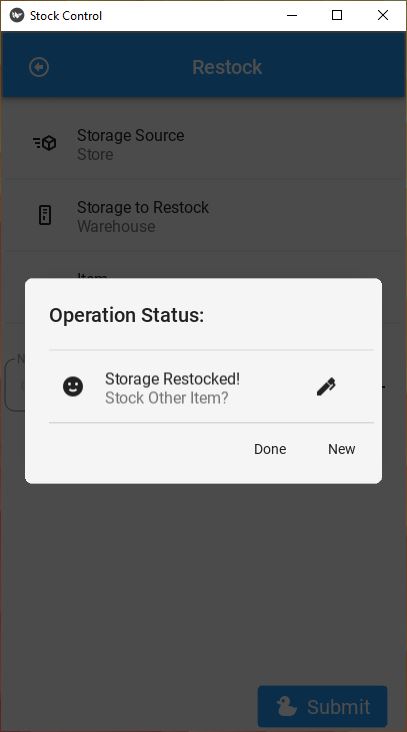 Stock Control
Restock
Storage Source
Store
Storage to Restock
Warehouse
Item
Operation Status:
Storage Restocked!
Stock Other Item?
Done
New
Submit